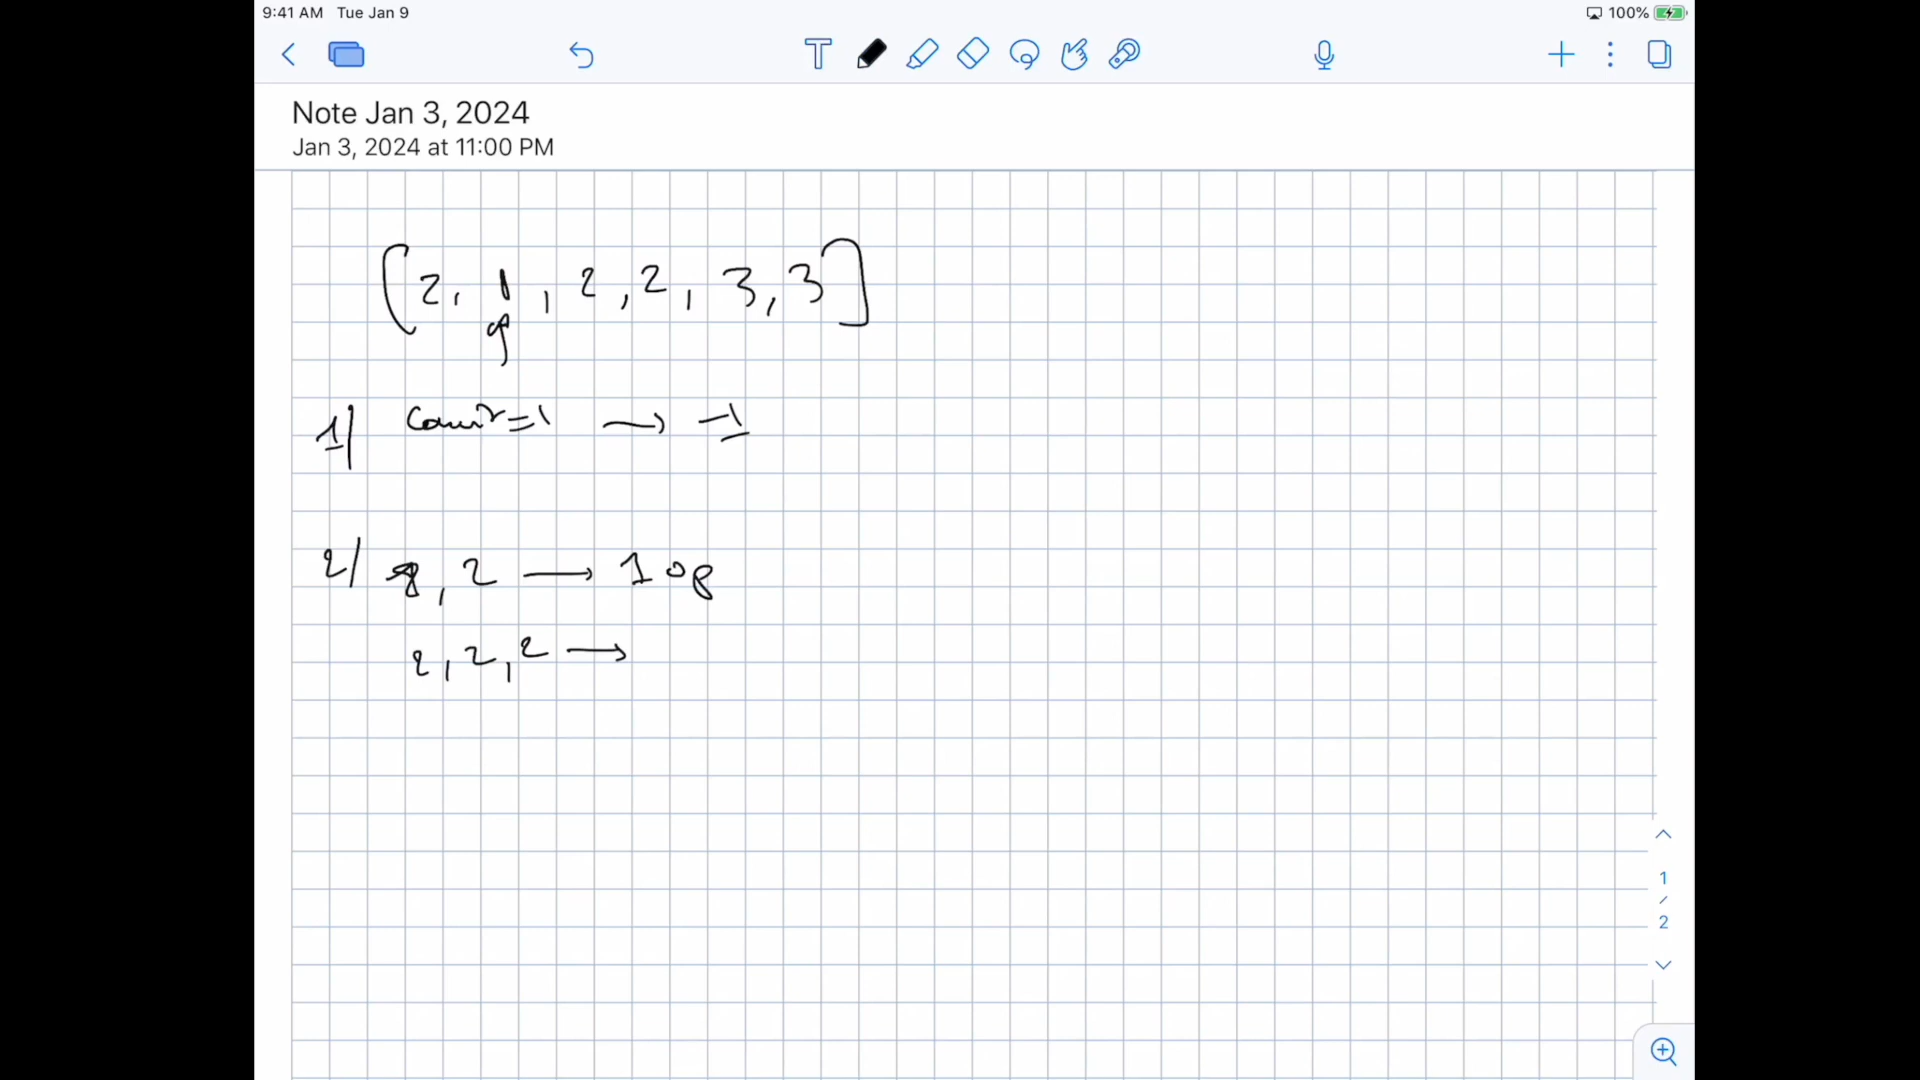 9:41 AM Tue Jan 9
100%
T
Note Jan 3, 2024
Jan 3, 2024 at 11:00 PM
[2, 1, 2, 2, 3, 3]
1/ Count=1 → -1
2/ 2, 2 → 1 op
2, 2, 2 →
1
/
2